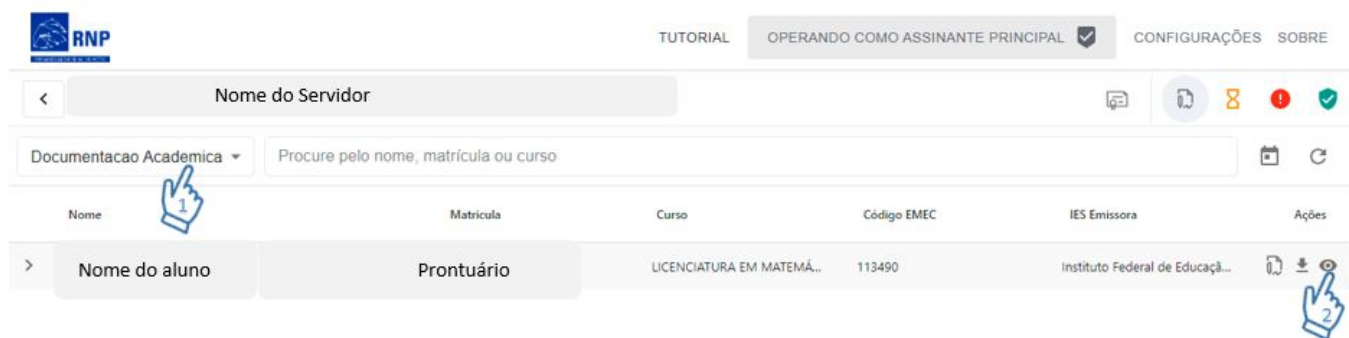 RNP
TUTORIAL OPERANDO COMO ASSINANTE PRINCIPAL CONFIGURAÇÕES SOBRE
Nome do Servidor
Documentacao Academica Procure pelo nome, matrícula ou curso
1
Nome Matricula Curso Código EMEC IES Emissora Ações
Nome do aluno Prontuário LICENCIATURA EM MATEMÁ... 113490 Instituto Federal de Educaçã...
2